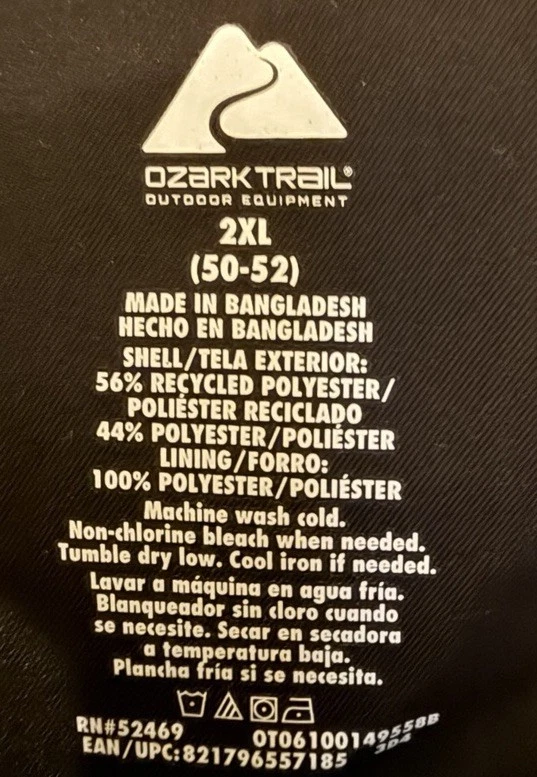 OZARK TRAIL®
OUTDOOR EQUIPMENT
2XL
(50-52)
MADE IN BANGLADESH
HECHO EN BANGLADESH
SHELL/TELA EXTERIOR:
56% RECYCLED POLYESTER/
POLIÉSTER RECICLADO
44% POLYESTER/POLIÉSTER
LINING/FORRO:
100% POLYESTER/POLIÉSTER
Machine wash cold.
Non-chlorine bleach when needed.
Tumble dry low. Cool iron if needed.
Lavar a máquina en agua fría.
Blanqueador sin cloro cuando
se necesite. Secar en secadora
a temperatura baja.
Plancha fría si se necesita.
RN#52469 OT06100149558B
EAN/UPC:821796557185 3D4